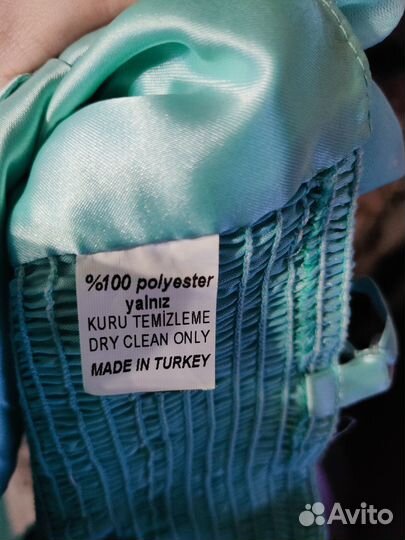 %100 polyester
yalnız
KURU TEMİZLEME
DRY CLEAN ONLY
MADE IN TURKEY
Avito